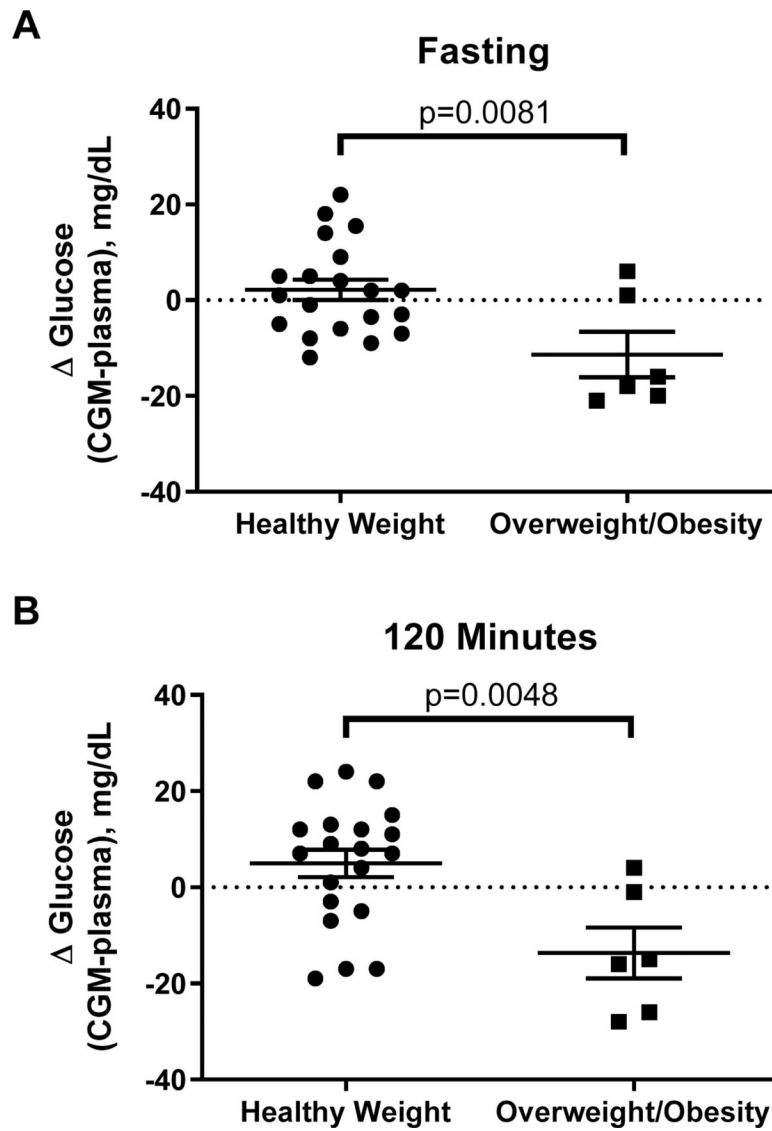 A
Fasting
p=0.0081
Δ Glucose
(CGM-plasma), mg/dL
40
20
0
-20
-40
Healthy Weight Overweight/Obesity
B
120 Minutes
p=0.0048
Δ Glucose
(CGM-plasma), mg/dL
40
20
0
-20
-40
Healthy Weight Overweight/Obesity